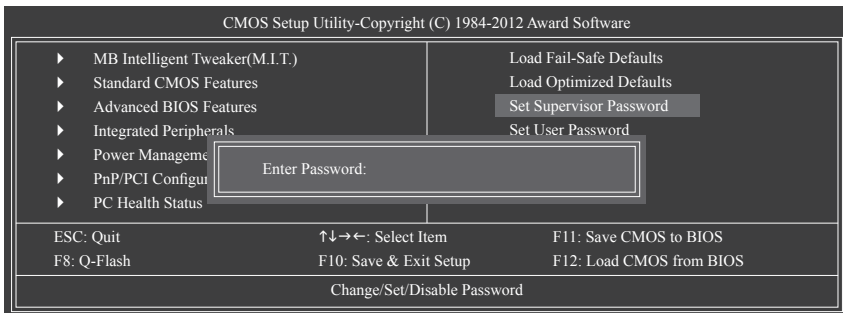 CMOS Setup Utility-Copyright (C) 1984-2012 Award Software
MB Intelligent Tweaker(M.I.T.)
Standard CMOS Features
Advanced BIOS Features
Integrated Peripherals
Power Manageme
PnP/PCI Configur
PC Health Status
Load Fail-Safe Defaults
Load Optimized Defaults
Set Supervisor Password
Set User Password
Enter Password:
ESC: Quit ↑↓→←: Select Item F11: Save CMOS to BIOS
F8: Q-Flash F10: Save & Exit Setup F12: Load CMOS from BIOS
Change/Set/Disable Password